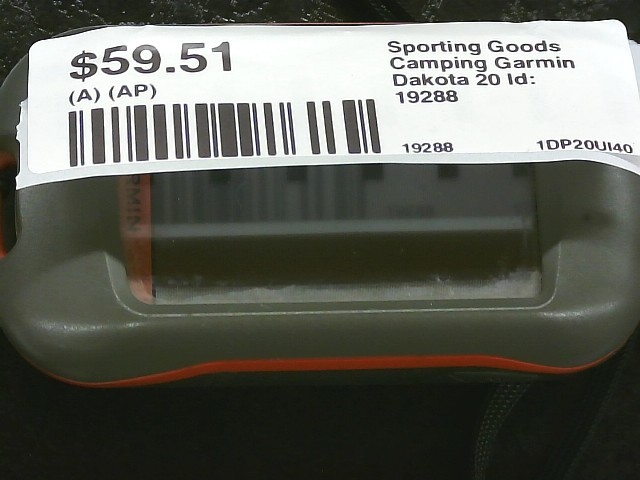 $59.51
(A) (AP)
Sporting Goods
Camping Garmin
Dakota 20 Id:
19288
19288
1DP20UI40